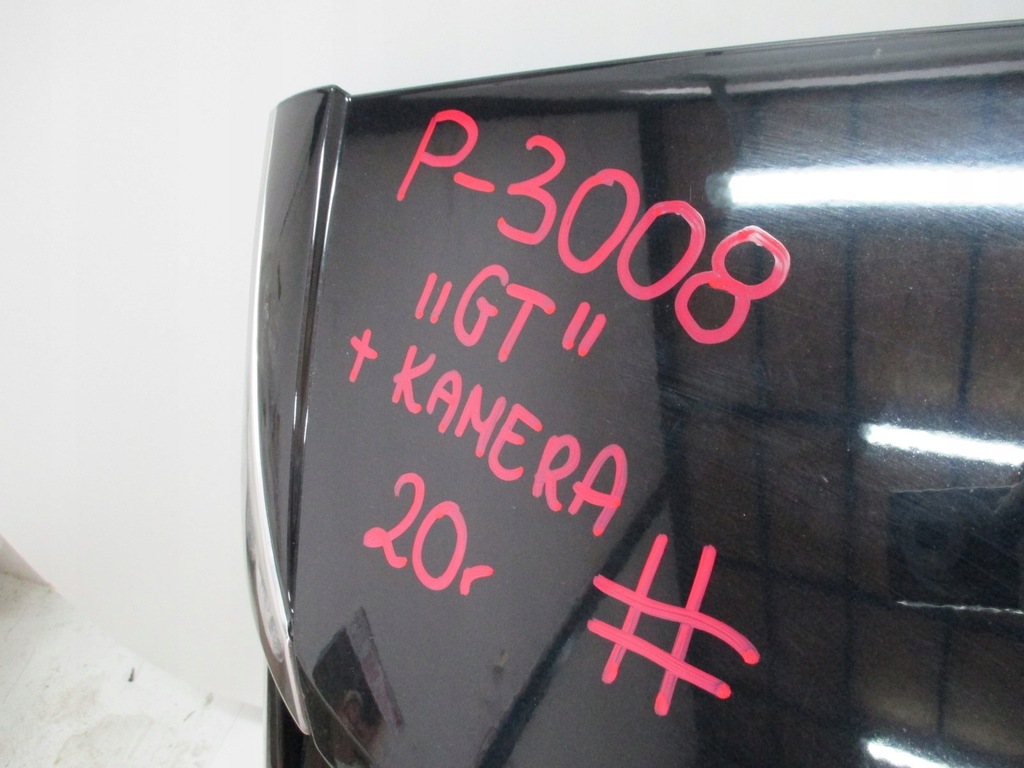 P-3008
"GT"
+ KAMERA
20r
#